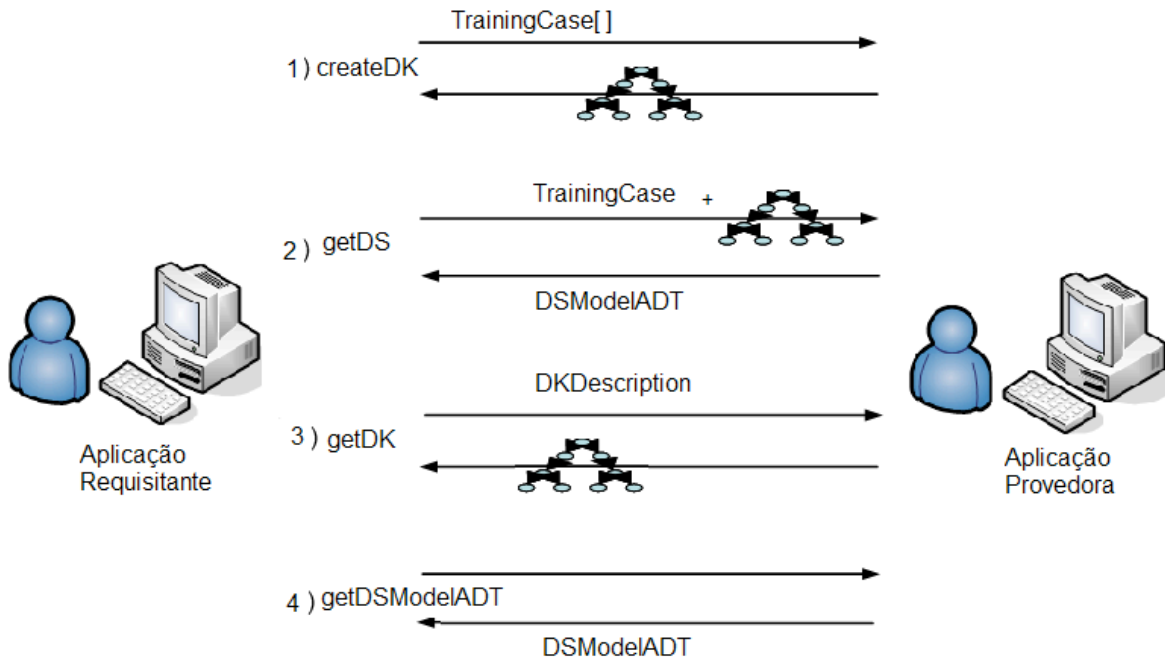 TrainingCase[ ]
1 ) createDK
TrainingCase +
2 ) getDS
DSModelADT
DKDescription
3 ) getDK
Aplicação
Requisitante
Aplicação
Provedora
4 ) getDSModelADT
DSModelADT